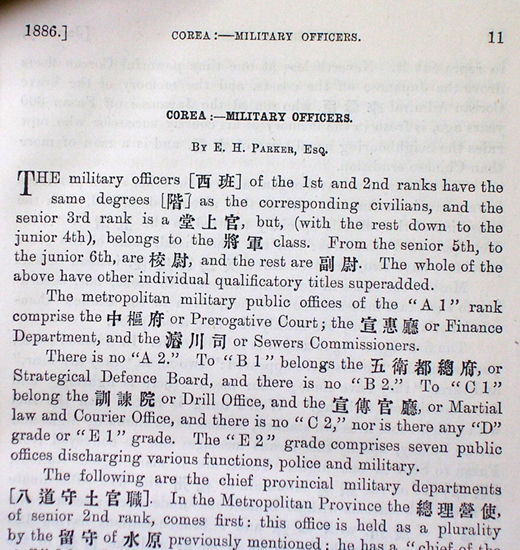 1886.] COREA:—MILITARY OFFICERS. 11
COREA:—MILITARY OFFICERS.
BY E. H. PARKER, ESQ.
THE military officers [西班] of the 1st and 2nd ranks have the
same degrees [階] as the corresponding civilians, and the
senior 3rd rank is a 堂上官, but, (with the rest down to the
junior 4th), belongs to the 將軍 class. From the senior 5th, to
the junior 6th, are 校尉, and the rest are 副尉. The whole of the
above have other individual qualificatory titles superadded.
The metropolitan military public offices of the "A 1" rank
comprise the 中樞府 or Prerogative Court; the 宣惠廳 or Finance
Department, and the 濬川司 or Sewers Commissioners.
There is no "A 2." To "B 1" belongs the 五衛都總府, or
Strategical Defence Board, and there is no "B 2." To "C 1"
belong the 訓諫院 or Drill Office, and the 宣傳官廳, or Martial
law and Courier Office, and there is no "C 2," nor is there any "D"
grade or "E 1" grade. The "E 2" grade comprises seven public
offices discharging various functions, police and military.
The following are the chief provincial military departments
[八道守土官職]. In the Metropolitan Province the 總理營使,
of senior 2nd rank, comes first: this office is held as a plurality
by the 留守 of 水原 previously mentioned; he has a "chief of the